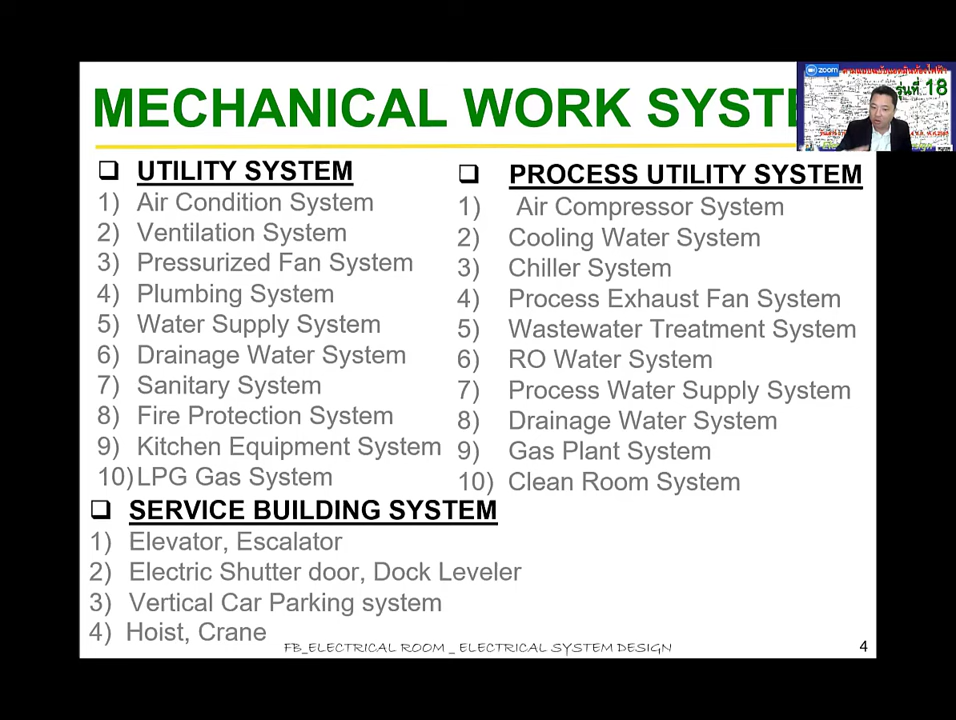 MECHANICAL WORK SYSTE
zoom
รุ่นที่ 18
❑ UTILITY SYSTEM
1) Air Condition System
2) Ventilation System
3) Pressurized Fan System
4) Plumbing System
5) Water Supply System
6) Drainage Water System
7) Sanitary System
8) Fire Protection System
9) Kitchen Equipment System
10) LPG Gas System
❑ PROCESS UTILITY SYSTEM
1) Air Compressor System
2) Cooling Water System
3) Chiller System
4) Process Exhaust Fan System
5) Wastewater Treatment System
6) RO Water System
7) Process Water Supply System
8) Drainage Water System
9) Gas Plant System
10) Clean Room System
❑ SERVICE BUILDING SYSTEM
1) Elevator, Escalator
2) Electric Shutter door, Dock Leveler
3) Vertical Car Parking system
4) Hoist, Crane
FB_ELECTRICAL ROOM _ ELECTRICAL SYSTEM DESIGN
4